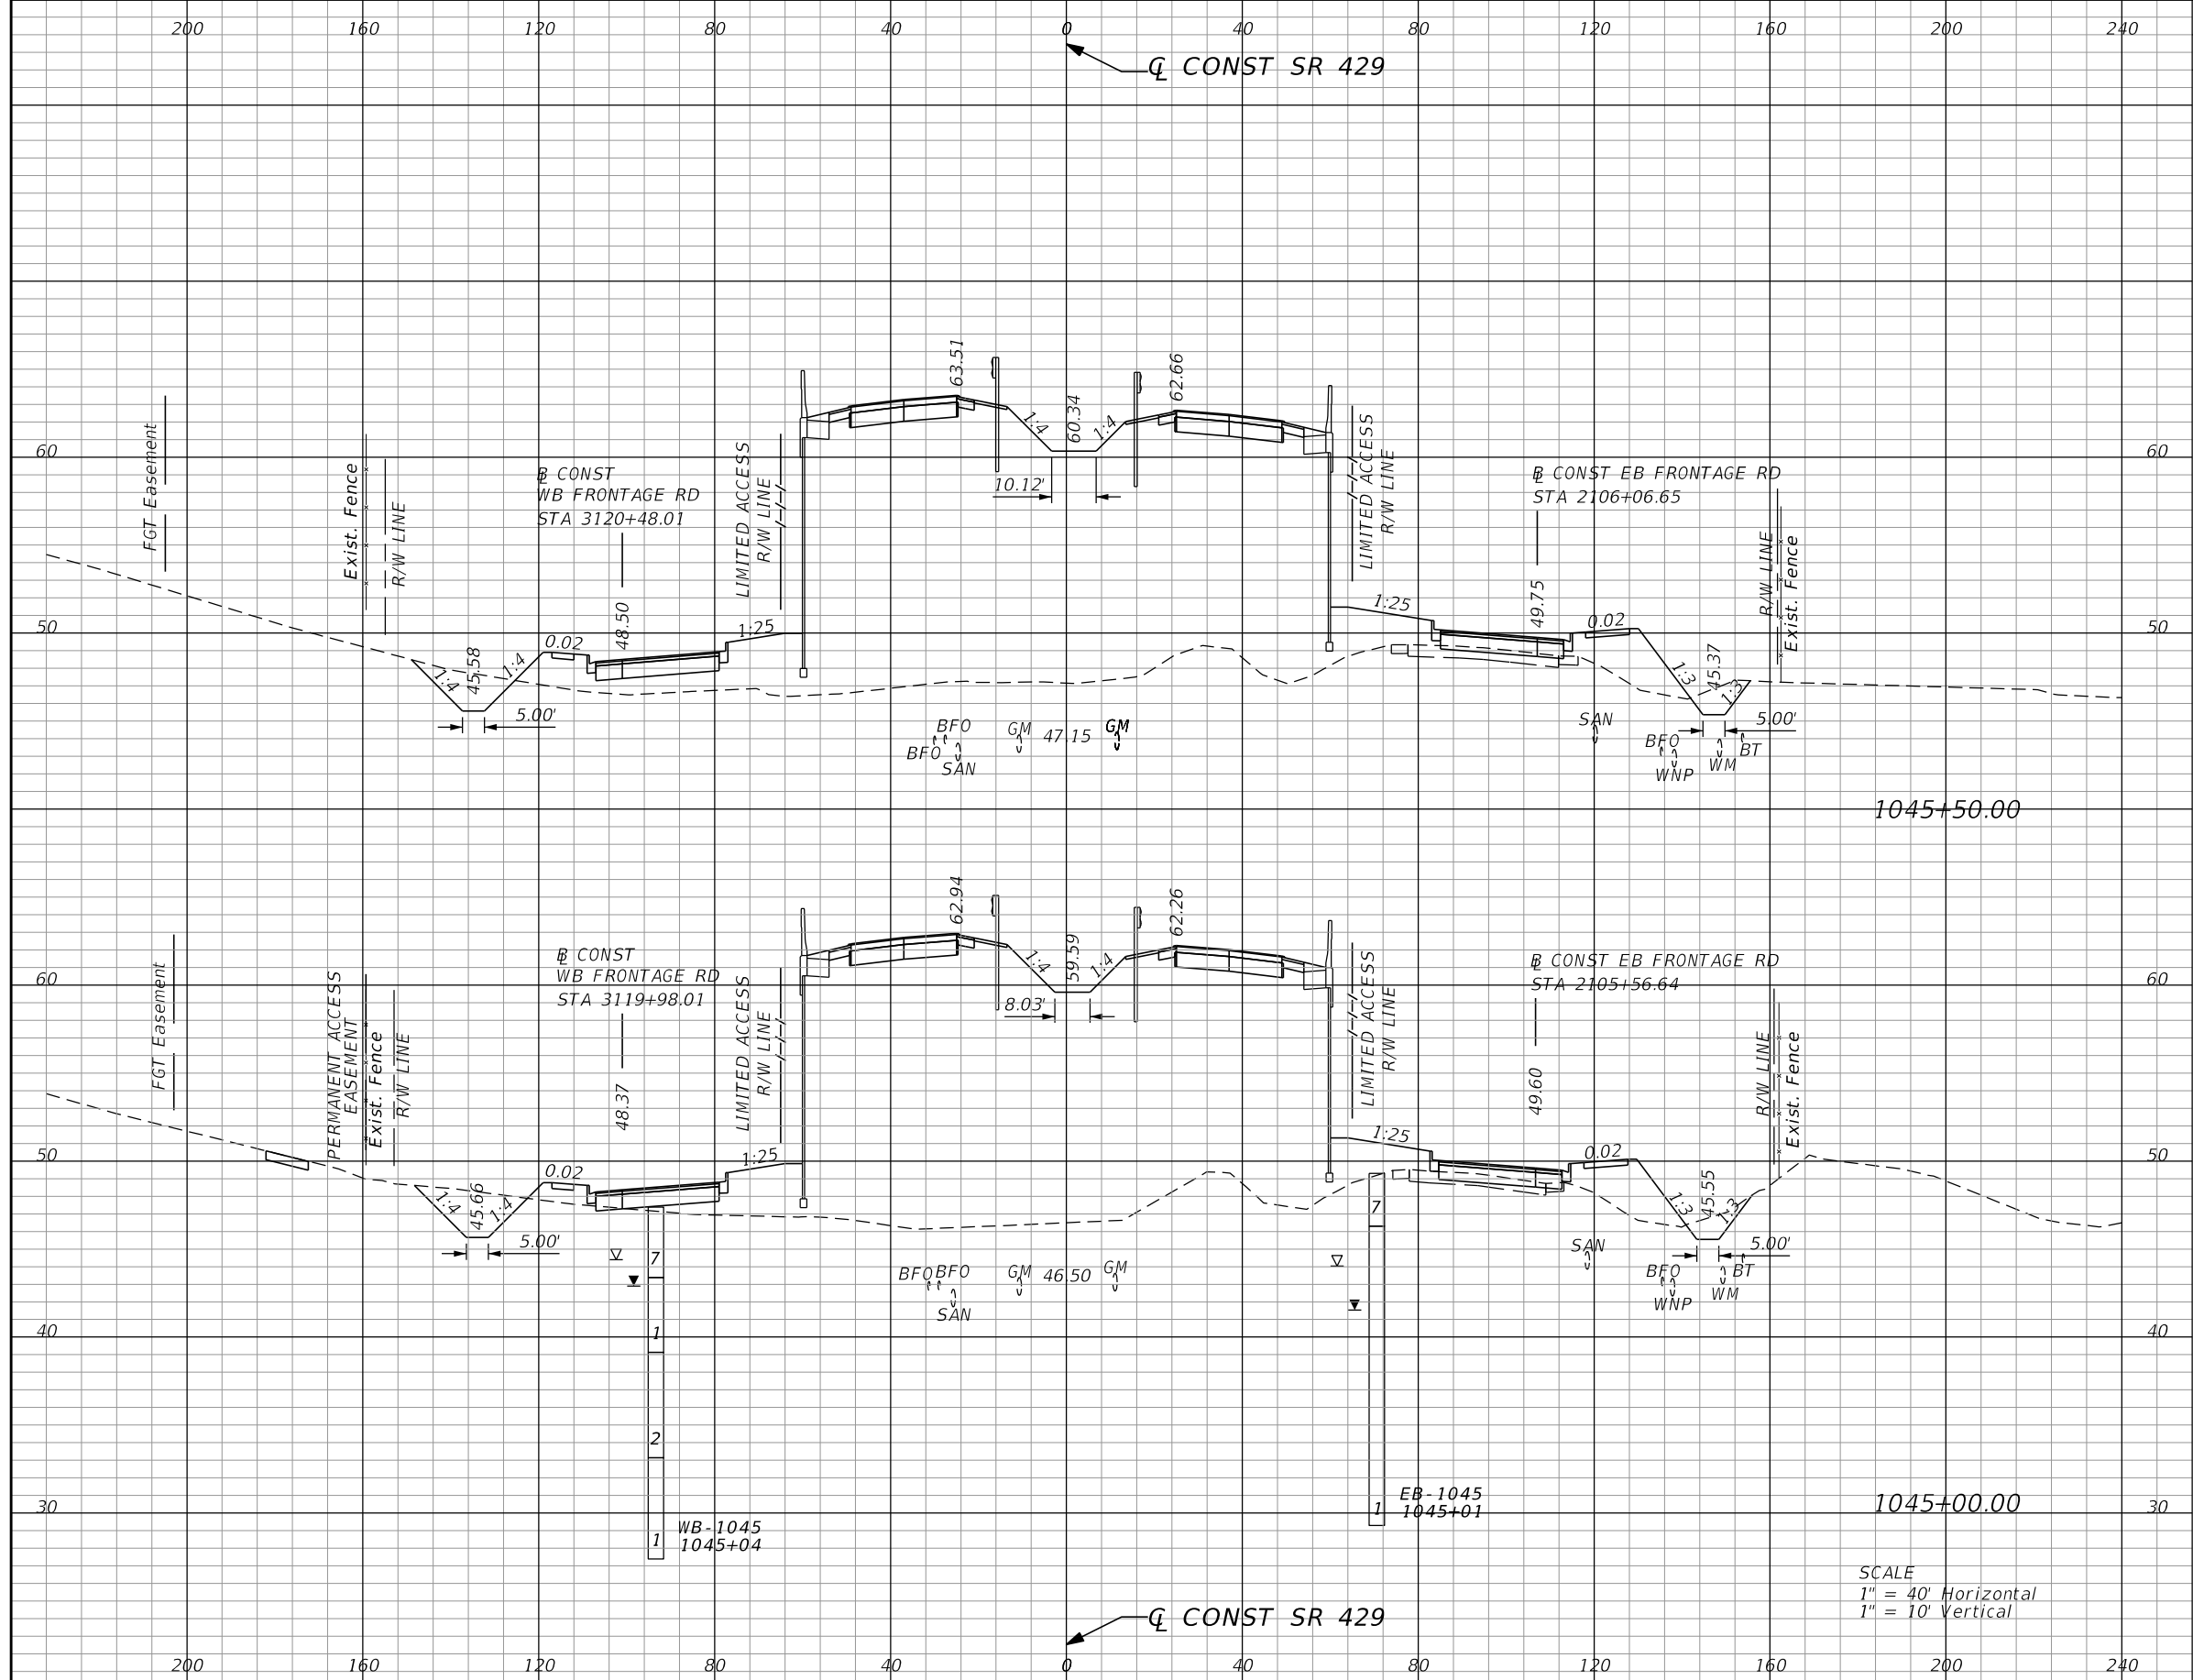 200 160 120 80 40 0 40 80 120 160 200 240
℄ CONST SR 429
63.51
62.66
60.34
1:4
1:4
10.12'
60
60
FGT Easement
Exist. Fence
R/W LINE
℄ CONST
WB FRONTAGE RD
STA 3120+48.01
LIMITED ACCESS
R/W LINE
LIMITED ACCESS
R/W LINE
℄ CONST EB FRONTAGE RD
STA 2106+06.65
R/W LINE
Exist. Fence
50
50
48.50
0.02
1:25
1:25
49.75
0.02
45.58
1:4
1:4
5.00'
1:3
45.37
1:3
5.00'
BFO
BFO
SAN
GM
47.15
GM
SAN
BFO
WNP
WM
BT
1045+50.00
62.94
62.26
59.59
1:4
1:4
8.03'
60
60
FGT Easement
PERMANENT ACCESS
EASEMENT
Exist. Fence
R/W LINE
℄ CONST
WB FRONTAGE RD
STA 3119+98.01
LIMITED ACCESS
R/W LINE
LIMITED ACCESS
R/W LINE
℄ CONST EB FRONTAGE RD
STA 2105+56.64
R/W LINE
Exist. Fence
50
50
48.37
0.02
1:25
1:25
49.60
0.02
45.66
1:4
1:4
5.00'
1:3
45.55
1:3
5.00'
7
7
BFO
BFO
SAN
GM
46.50
GM
SAN
BFO
WNP
WM
BT
40
1
40
2
30
1
EB-1045
1045+01
1045+00.00
30
1
WB-1045
1045+04
SCALE
1" = 40' Horizontal
1" = 10' Vertical
℄ CONST SR 429
200 160 120 80 40 0 40 80 120 160 200 240